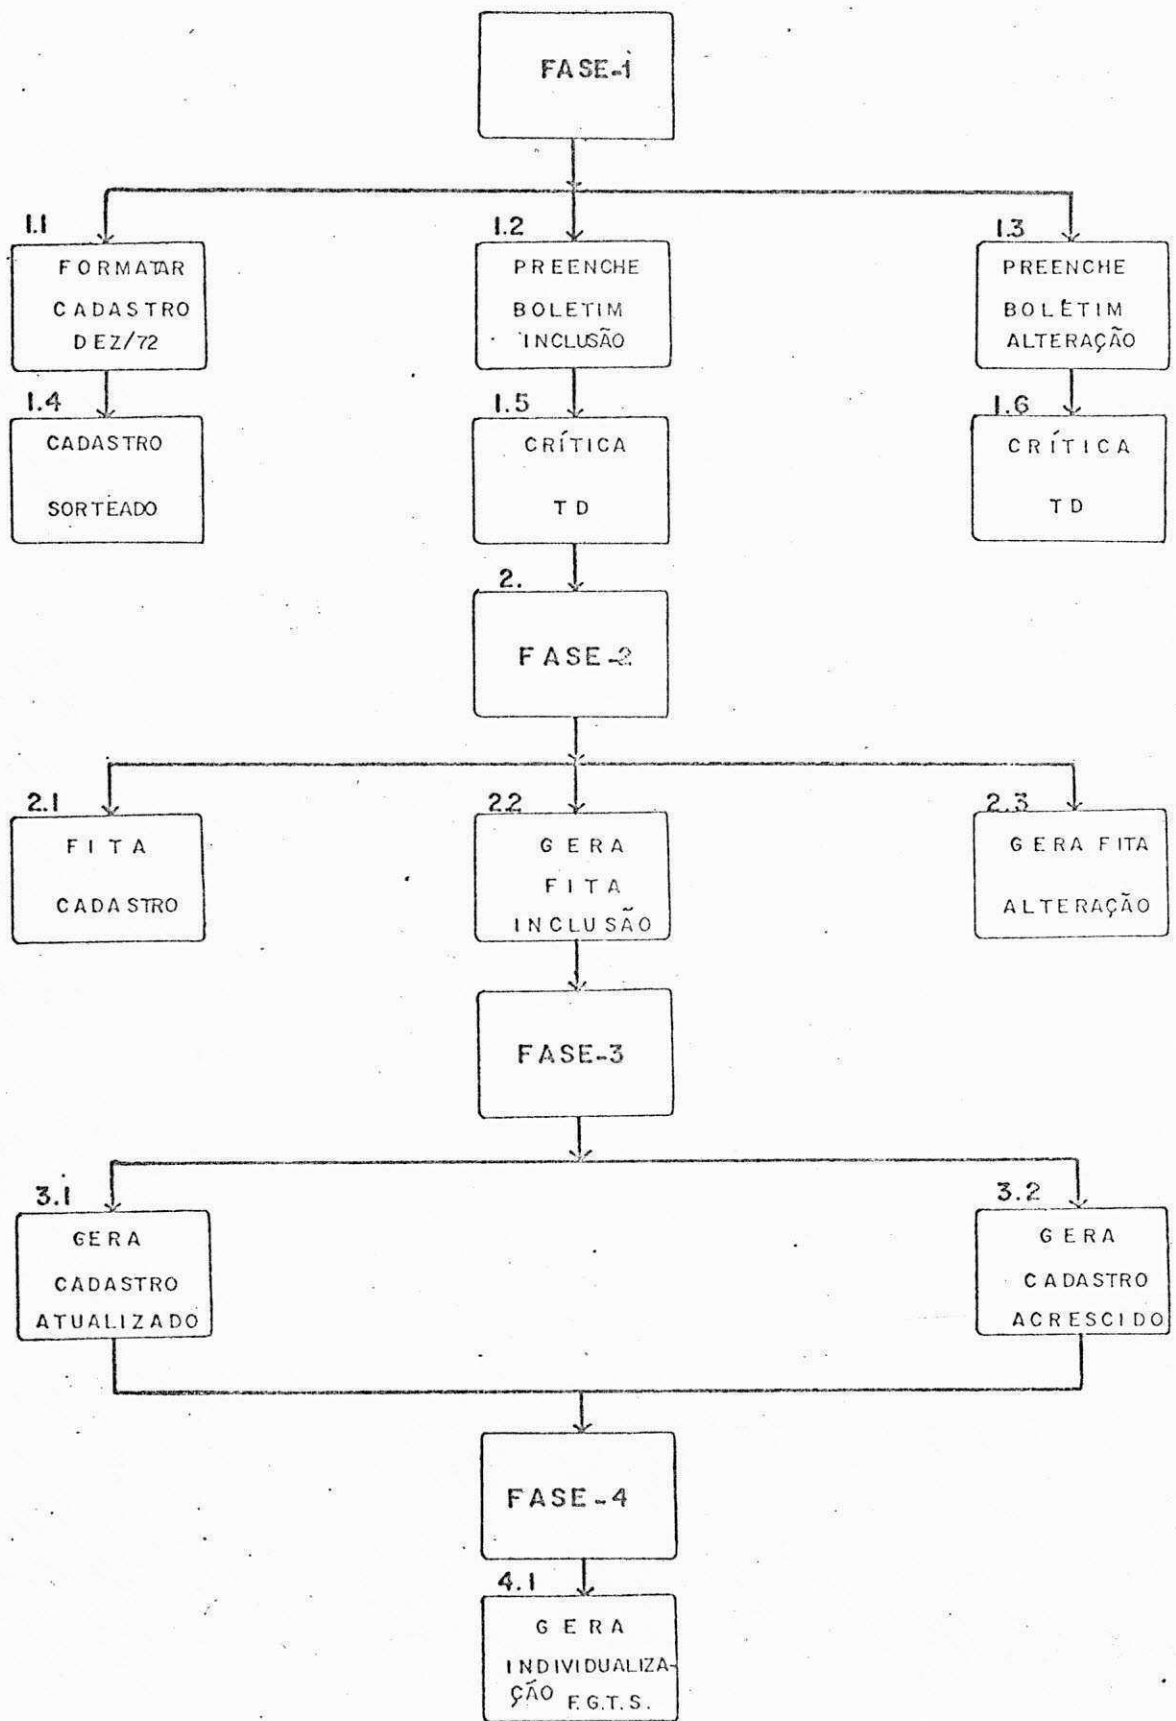 FASE-1
1.1
FORMATAR
CADASTRO
DEZ/72
1.2
PREENCHE
BOLETIM
INCLUSÃO
1.3
PREENCHE
BOLETIM
ALTERAÇÃO
1.4
CADASTRO
SORTEADO
1.5
CRÍTICA
TD
1.6
CRÍTICA
TD
2.
FASE-2
2.1
FITA
CADASTRO
2.2
GERA
FITA
INCLUSÃO
2.3
GERA FITA
ALTERAÇÃO
FASE-3
3.1
GERA
CADASTRO
ATUALIZADO
3.2
GERA
CADASTRO
ACRESCIDO
FASE-4
4.1
GERA
INDIVIDUALIZA-
ÇÃO F.G.T.S.